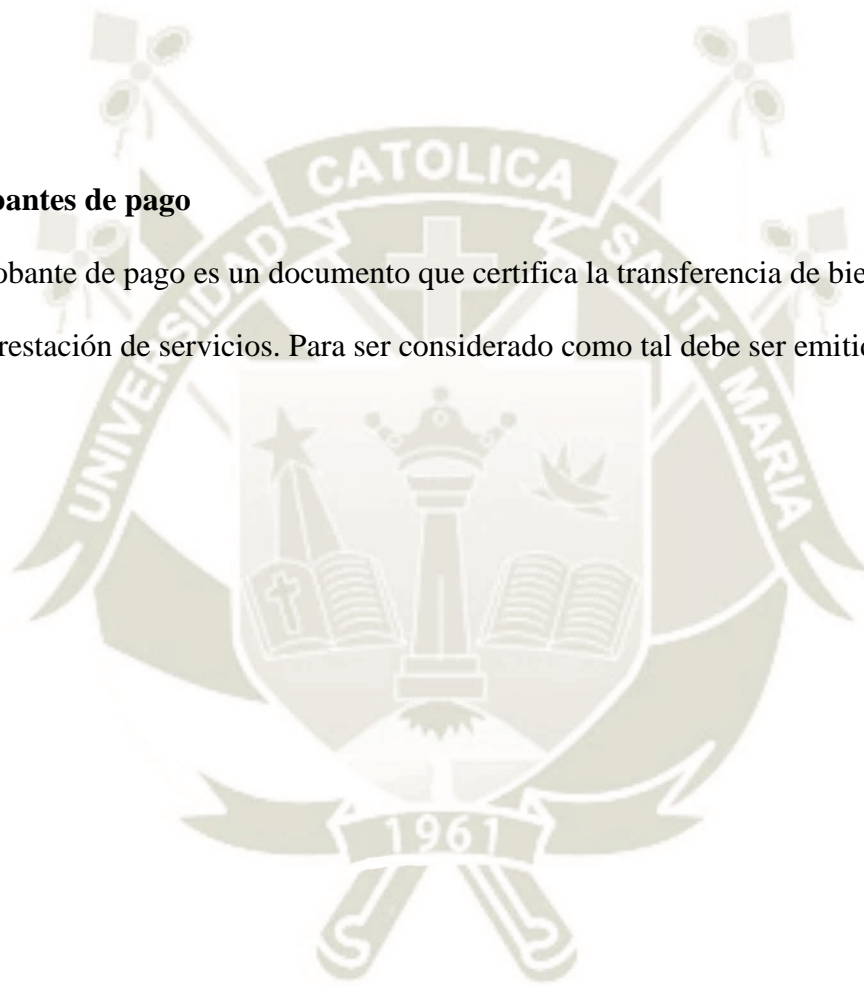 CATOLICA
UNIVERSIDAD
SANTA MARIA
bantes de pago
obante de pago es un documento que certifica la transferencia de bie
restación de servicios. Para ser considerado como tal debe ser emitid
1961